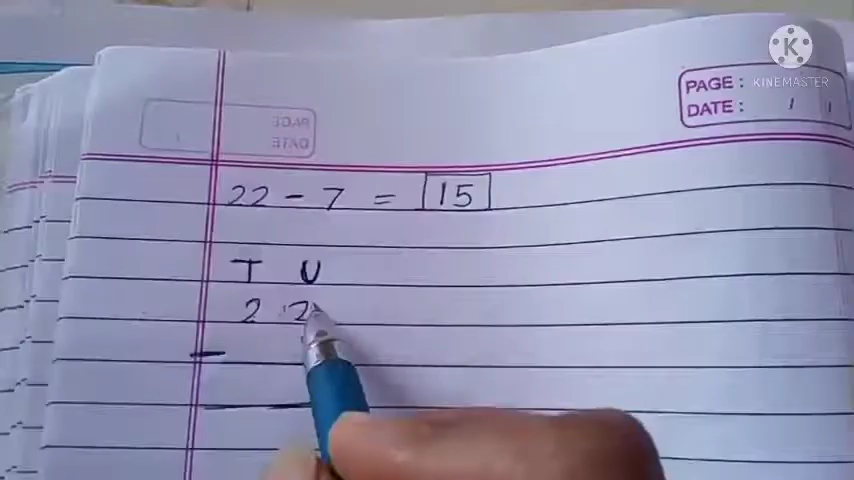 PAGE :
DATE : / /
KINEMASTER
22 - 7 = 15
T U
2 2
-